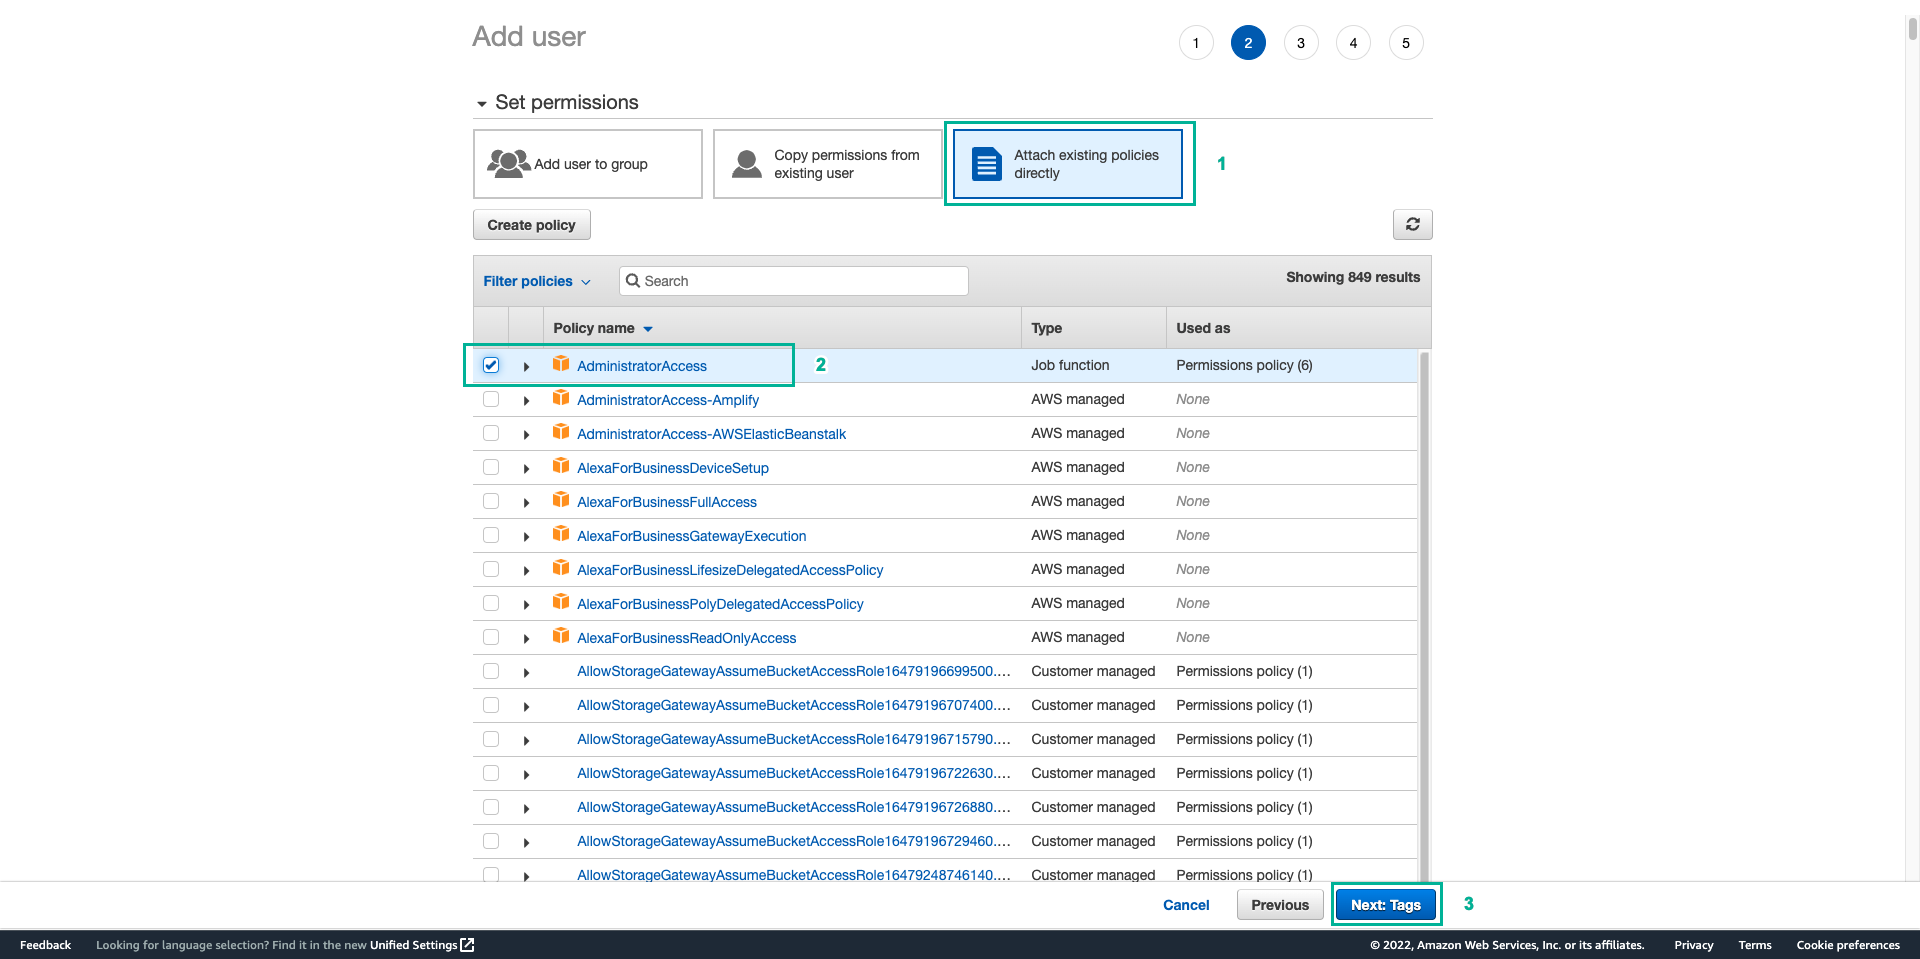 Add user
1 2 3 4 5
Set permissions
Add user to group
Copy permissions from
existing user
Attach existing policies
directly
1
Create policy
Filter policies
Search
Showing 849 results
Policy name Type Used as
AdministratorAccess 2 Job function Permissions policy (6)
AdministratorAccess-Amplify AWS managed None
AdministratorAccess-AWSElasticBeanstalk AWS managed None
AlexaForBusinessDeviceSetup AWS managed None
AlexaForBusinessFullAccess AWS managed None
AlexaForBusinessGatewayExecution AWS managed None
AlexaForBusinessLifesizeDelegatedAccessPolicy AWS managed None
AlexaForBusinessPolyDelegatedAccessPolicy AWS managed None
AlexaForBusinessReadOnlyAccess AWS managed None
AllowStorageGatewayAssumeBucketAccessRole16479196699500.… Customer managed Permissions policy (1)
AllowStorageGatewayAssumeBucketAccessRole16479196707400.… Customer managed Permissions policy (1)
AllowStorageGatewayAssumeBucketAccessRole16479196715790.… Customer managed Permissions policy (1)
AllowStorageGatewayAssumeBucketAccessRole16479196722630.… Customer managed Permissions policy (1)
AllowStorageGatewayAssumeBucketAccessRole16479196726880.… Customer managed Permissions policy (1)
AllowStorageGatewayAssumeBucketAccessRole16479196729460.… Customer managed Permissions policy (1)
AllowStorageGatewayAssumeBucketAccessRole16479248746140.… Customer managed Permissions policy (1)
Cancel Previous Next: Tags 3
Feedback Looking for language selection? Find it in the new Unified Settings © 2022, Amazon Web Services, Inc. or its affiliates. Privacy Terms Cookie preferences